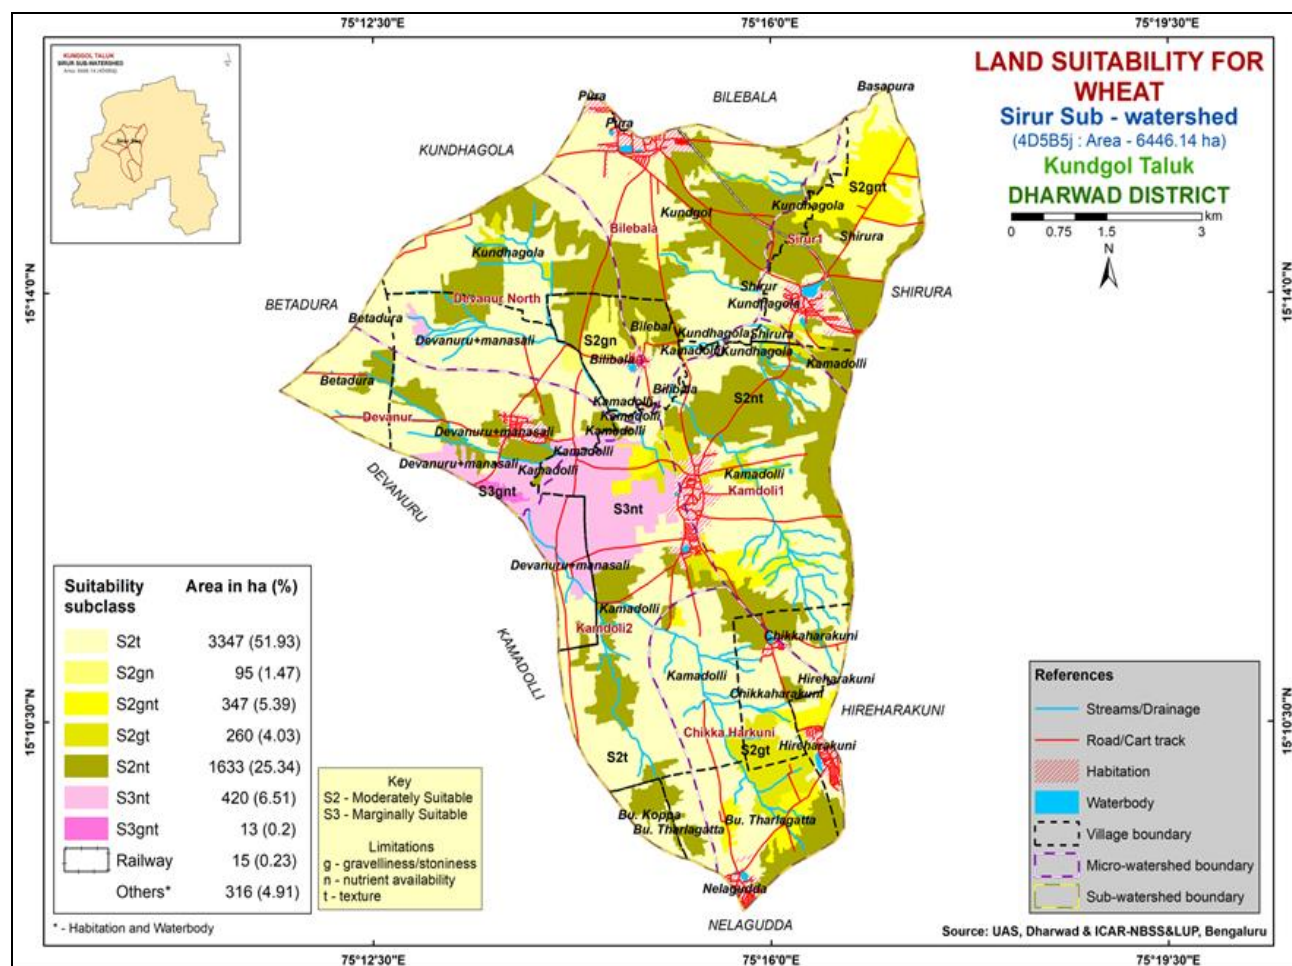 75°12'30"E
75°16'0"E
75°19'30"E
KUNDGOL TALUK
SIRUR SUB-WATERSHED
LAND SUITABILITY FOR
WHEAT
Sirur Sub - watershed
(4D5B5j : Area - 6446.14 ha)
Kundgol Taluk
DHARWAD DISTRICT
km
0 0.75 1.5 3
N
15°14'0"N
15°14'0"N
15°10'30"N
15°10'30"N
BILEBALA
Basapura
Pura
Pura
KUNDHAGOLA
S2gnt
Kundhagola
Kundgol
Bilebala
Sirur1
Shirura
Kundhagola
Shirur
SHIRURA
BETADURA
Devanur North
Kundhagola
Betadura
Bilebal
Kundhagola
Shirura
Devanuru+manasali
S2gn
Kamadolli
Kundhagola
Bilibala
Kamadolli
Betadura
Bilibala
S2nt
Kamadolli
Devanur
Kamadolli
Devanuru+manasali
Kamadolli
Kamadolli
Devanuru+manasali
Kamadolli
Kamadolli
DEVANURU
S3gnt
Kamdoli1
S3nt
Devanuru+manasali
Kamadolli
Kamdoli2
Chikkaharakuni
KAMADOLLI
Kamadolli
Hireharakuni
Chikkaharakuni
HIREHARAKUNI
Chikka Harkuni
Hireharakuni
S2t
S2gt
Bu. Koppa
Bu. Tharlagatta
Bu. Tharlagatta
Nelagudda
NELAGUDDA
Suitability subclass Area in ha (%)
S2t 3347 (51.93)
S2gn 95 (1.47)
S2gnt 347 (5.39)
S2gt 260 (4.03)
S2nt 1633 (25.34)
S3nt 420 (6.51)
S3gnt 13 (0.2)
Railway 15 (0.23)
Others* 316 (4.91)
* - Habitation and Waterbody
Key
S2 - Moderately Suitable
S3 - Marginally Suitable
Limitations
g - gravelliness/stoniness
n - nutrient availability
t - texture
References
Streams/Drainage
Road/Cart track
Habitation
Waterbody
Village boundary
Micro-watershed boundary
Sub-watershed boundary
Source: UAS, Dharwad & ICAR-NBSS&LUP, Bengaluru
75°12'30"E
75°16'0"E
75°19'30"E